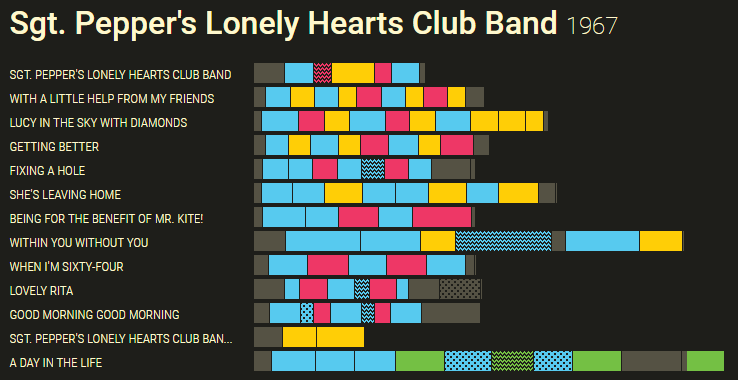 Sgt. Pepper's Lonely Hearts Club Band 1967
SGT. PEPPER'S LONELY HEARTS CLUB BAND
WITH A LITTLE HELP FROM MY FRIENDS
LUCY IN THE SKY WITH DIAMONDS
GETTING BETTER
FIXING A HOLE
SHE'S LEAVING HOME
BEING FOR THE BENEFIT OF MR. KITE!
WITHIN YOU WITHOUT YOU
WHEN I'M SIXTY-FOUR
LOVELY RITA
GOOD MORNING GOOD MORNING
SGT. PEPPER'S LONELY HEARTS CLUB BAN...
A DAY IN THE LIFE